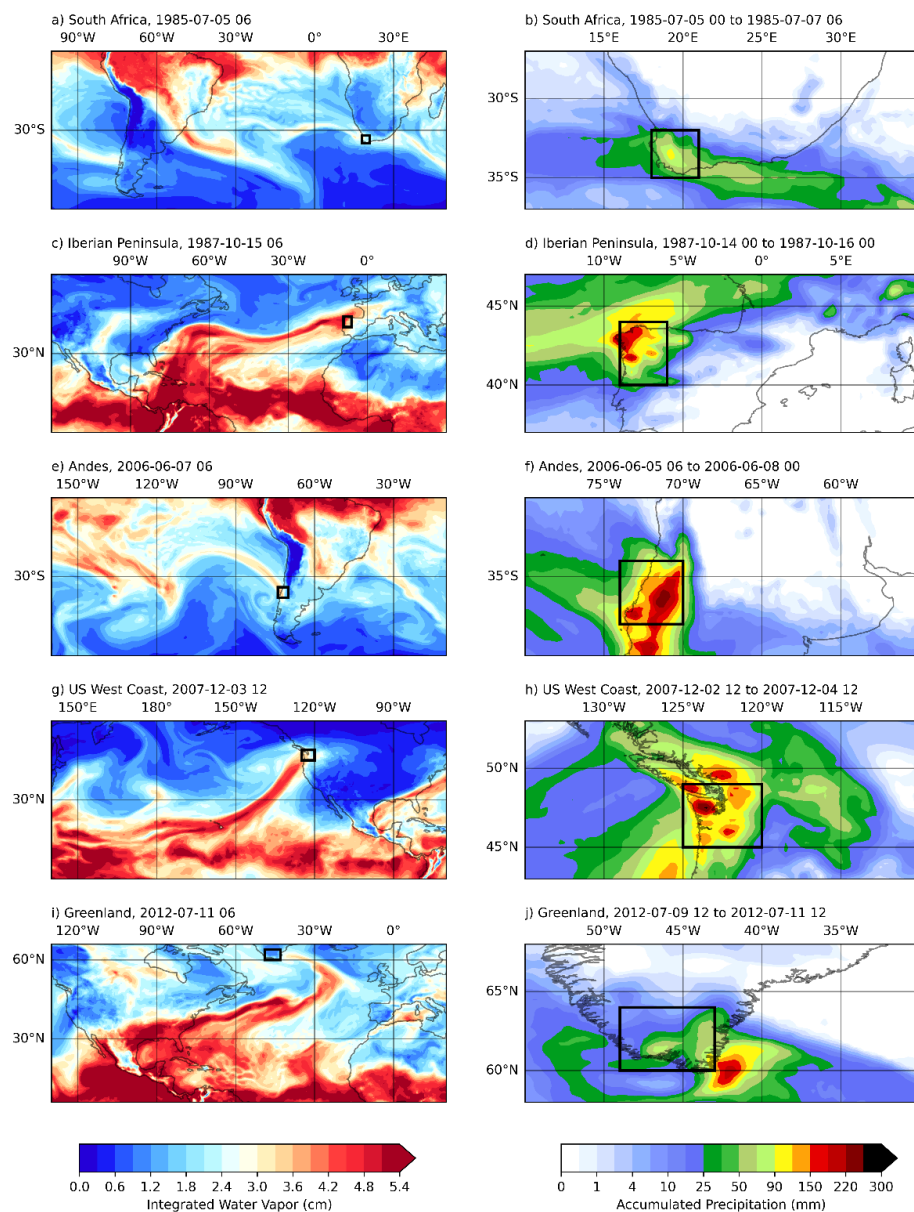 a) South Africa, 1985-07-05 06
90°W 60°W 30°W 0° 30°E
30°S
b) South Africa, 1985-07-05 00 to 1985-07-07 06
15°E 20°E 25°E 30°E
30°S
35°S
c) Iberian Peninsula, 1987-10-15 06
90°W 60°W 30°W 0°
30°N
d) Iberian Peninsula, 1987-10-14 00 to 1987-10-16 00
10°W 5°W 0° 5°E
45°N
40°N
e) Andes, 2006-06-07 06
150°W 120°W 90°W 60°W 30°W
30°S
f) Andes, 2006-06-05 06 to 2006-06-08 00
75°W 70°W 65°W 60°W
35°S
g) US West Coast, 2007-12-03 12
150°E 180° 150°W 120°W 90°W
30°N
h) US West Coast, 2007-12-02 12 to 2007-12-04 12
130°W 125°W 120°W 115°W
50°N
45°N
i) Greenland, 2012-07-11 06
120°W 90°W 60°W 30°W 0°
60°N
30°N
j) Greenland, 2012-07-09 12 to 2012-07-11 12
50°W 45°W 40°W 35°W
65°N
60°N
0.0 0.6 1.2 1.8 2.4 3.0 3.6 4.2 4.8 5.4
Integrated Water Vapor (cm)
0 1 4 10 25 50 90 150 220 300
Accumulated Precipitation (mm)